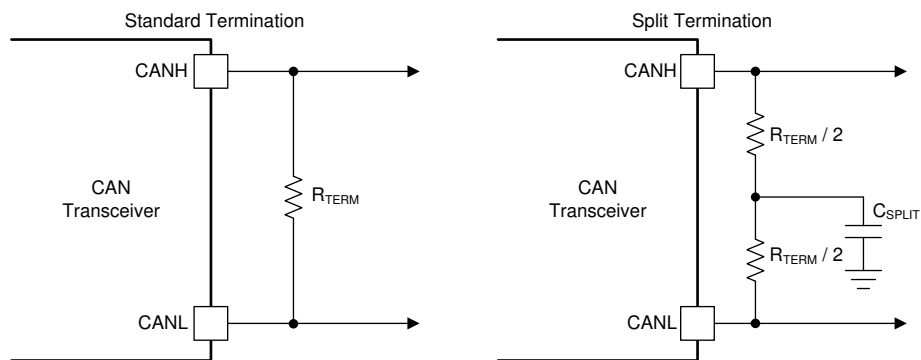 Standard Termination
CANH
CAN
Transceiver
R_TERM
CANL
Split Termination
CANH
R_TERM / 2
CAN
Transceiver
C_SPLIT
R_TERM / 2
CANL